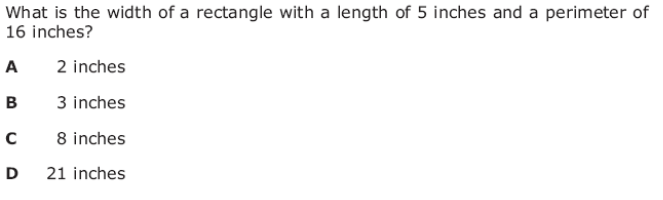 What is the width of a rectangle with a length of 5 inches and a perimeter of
16 inches?
A 2 inches
B 3 inches
C 8 inches
D 21 inches